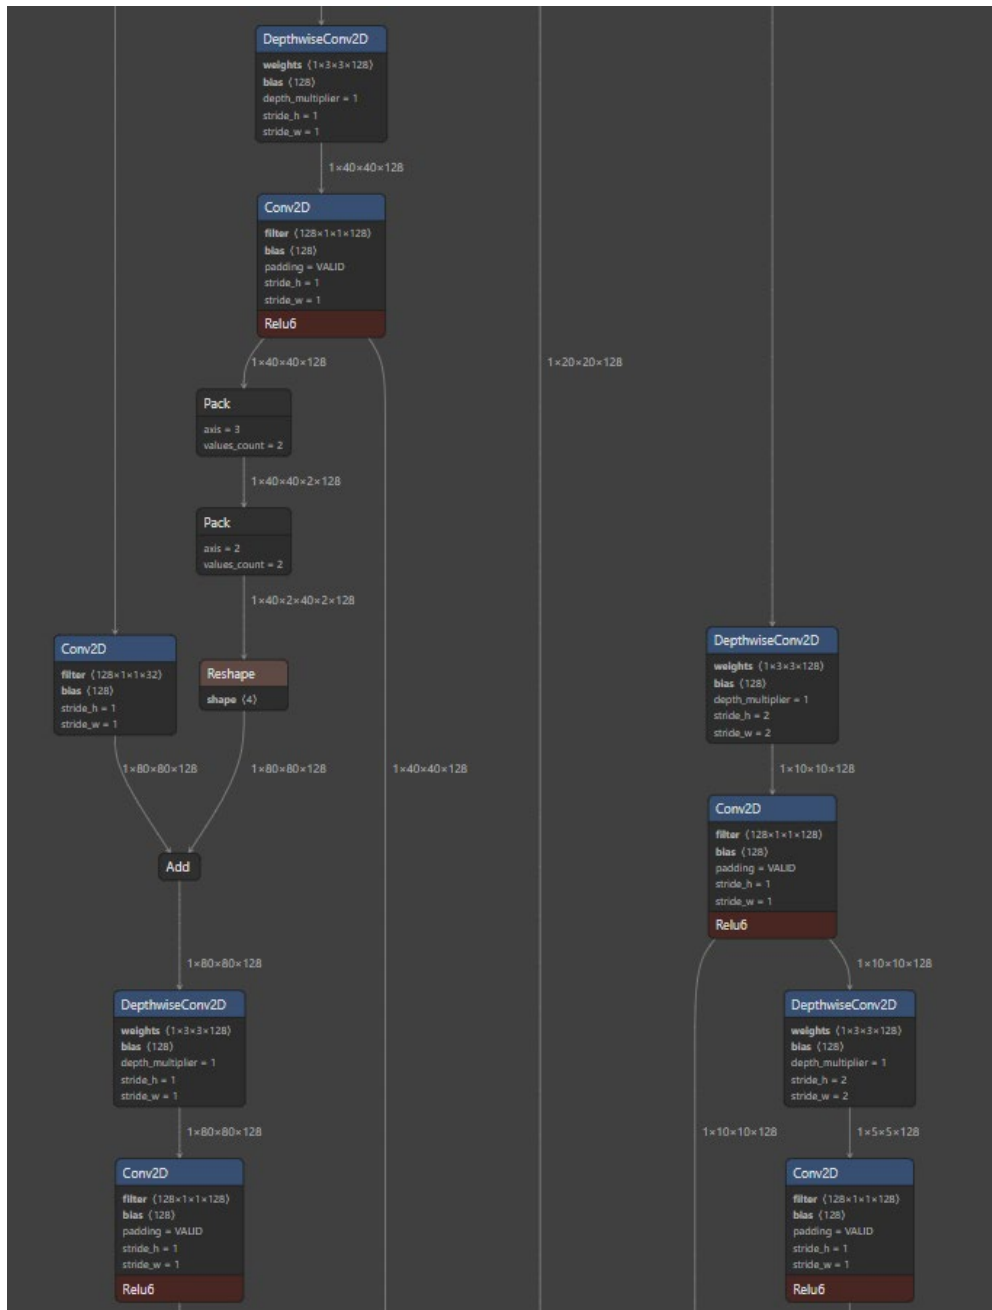 DepthwiseConv2D
weights ⟨1×3×3×128⟩
bias ⟨128⟩
depth_multiplier = 1
stride_h = 1
stride_w = 1
1×40×40×128
Conv2D
filter ⟨128×1×1×128⟩
bias ⟨128⟩
padding = VALID
stride_h = 1
stride_w = 1
Relu6
1×40×40×128
1×20×20×128
Pack
axis = 3
values_count = 2
1×40×40×2×128
Pack
axis = 2
values_count = 2
1×40×2×40×2×128
Conv2D
filter ⟨128×1×1×32⟩
bias ⟨128⟩
stride_h = 1
stride_w = 1
Reshape
shape ⟨4⟩
DepthwiseConv2D
weights ⟨1×3×3×128⟩
bias ⟨128⟩
depth_multiplier = 1
stride_h = 2
stride_w = 2
1×80×80×128
1×80×80×128
1×40×40×128
1×10×10×128
Conv2D
filter ⟨128×1×1×128⟩
bias ⟨128⟩
padding = VALID
stride_h = 1
stride_w = 1
Relu6
Add
1×80×80×128
1×10×10×128
DepthwiseConv2D
weights ⟨1×3×3×128⟩
bias ⟨128⟩
depth_multiplier = 1
stride_h = 1
stride_w = 1
DepthwiseConv2D
weights ⟨1×3×3×128⟩
bias ⟨128⟩
depth_multiplier = 1
stride_h = 2
stride_w = 2
1×80×80×128
1×10×10×128
1×5×5×128
Conv2D
filter ⟨128×1×1×128⟩
bias ⟨128⟩
padding = VALID
stride_h = 1
stride_w = 1
Relu6
Conv2D
filter ⟨128×1×1×128⟩
bias ⟨128⟩
padding = VALID
stride_h = 1
stride_w = 1
Relu6